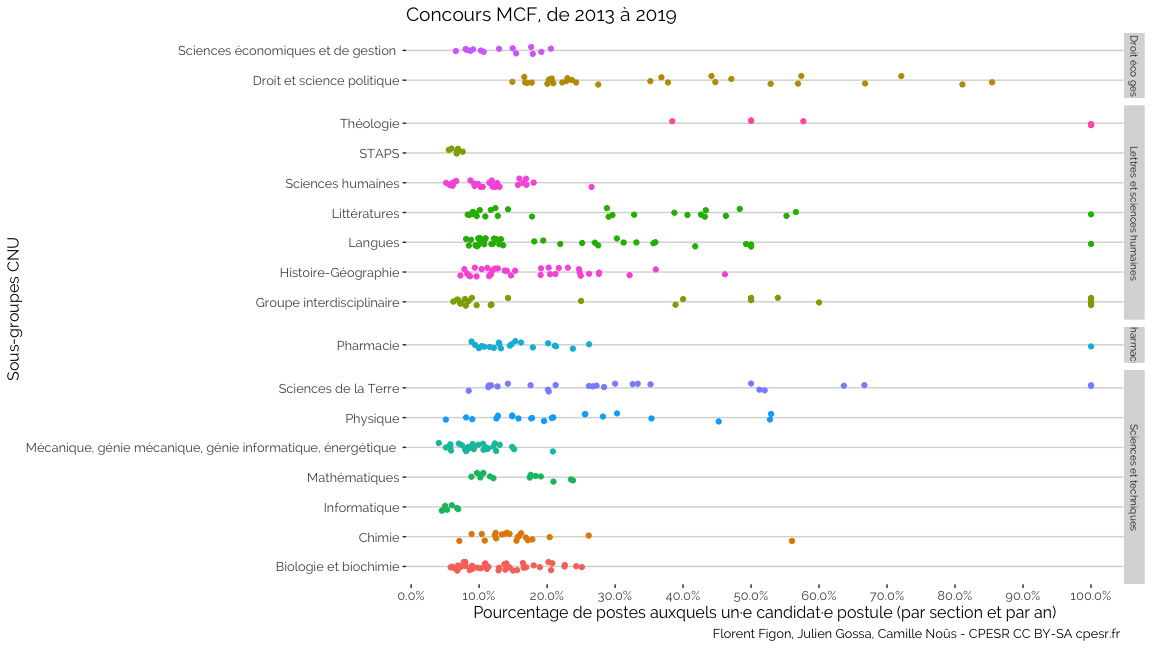 Concours MCF, de 2013 à 2019
Sous-groupes CNU
Sciences économiques et de gestion
Droit et science politique
Droit éco ges
Théologie
STAPS
Sciences humaines
Littératures
Langues
Histoire-Géographie
Groupe interdisciplinaire
Lettres et sciences humaines
Pharmacie
harmac
Sciences de la Terre
Physique
Mécanique, génie mécanique, génie informatique, énergétique
Mathématiques
Informatique
Chimie
Biologie et biochimie
Sciences et techniques
0.0% 10.0% 20.0% 30.0% 40.0% 50.0% 60.0% 70.0% 80.0% 90.0% 100.0%
Pourcentage de postes auxquels un·e candidat·e postule (par section et par an)
Florent Figon, Julien Gossa, Camille Noûs - CPESR CC BY-SA cpesr.fr